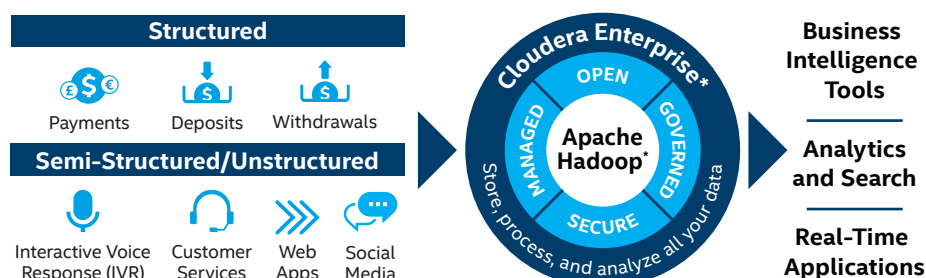 Structured
£ $ €
$
$
Payments
Deposits
Withdrawals
Semi-Structured/Unstructured
Interactive Voice
Response (IVR)
Customer
Services
Web
Apps
Social
Media
Cloudera Enterprise*
OPEN
GOVERNED
SECURE
MANAGED
Apache
Hadoop*
Store, process, and analyze all your data
Business
Intelligence
Tools
Analytics
and Search
Real-Time
Applications